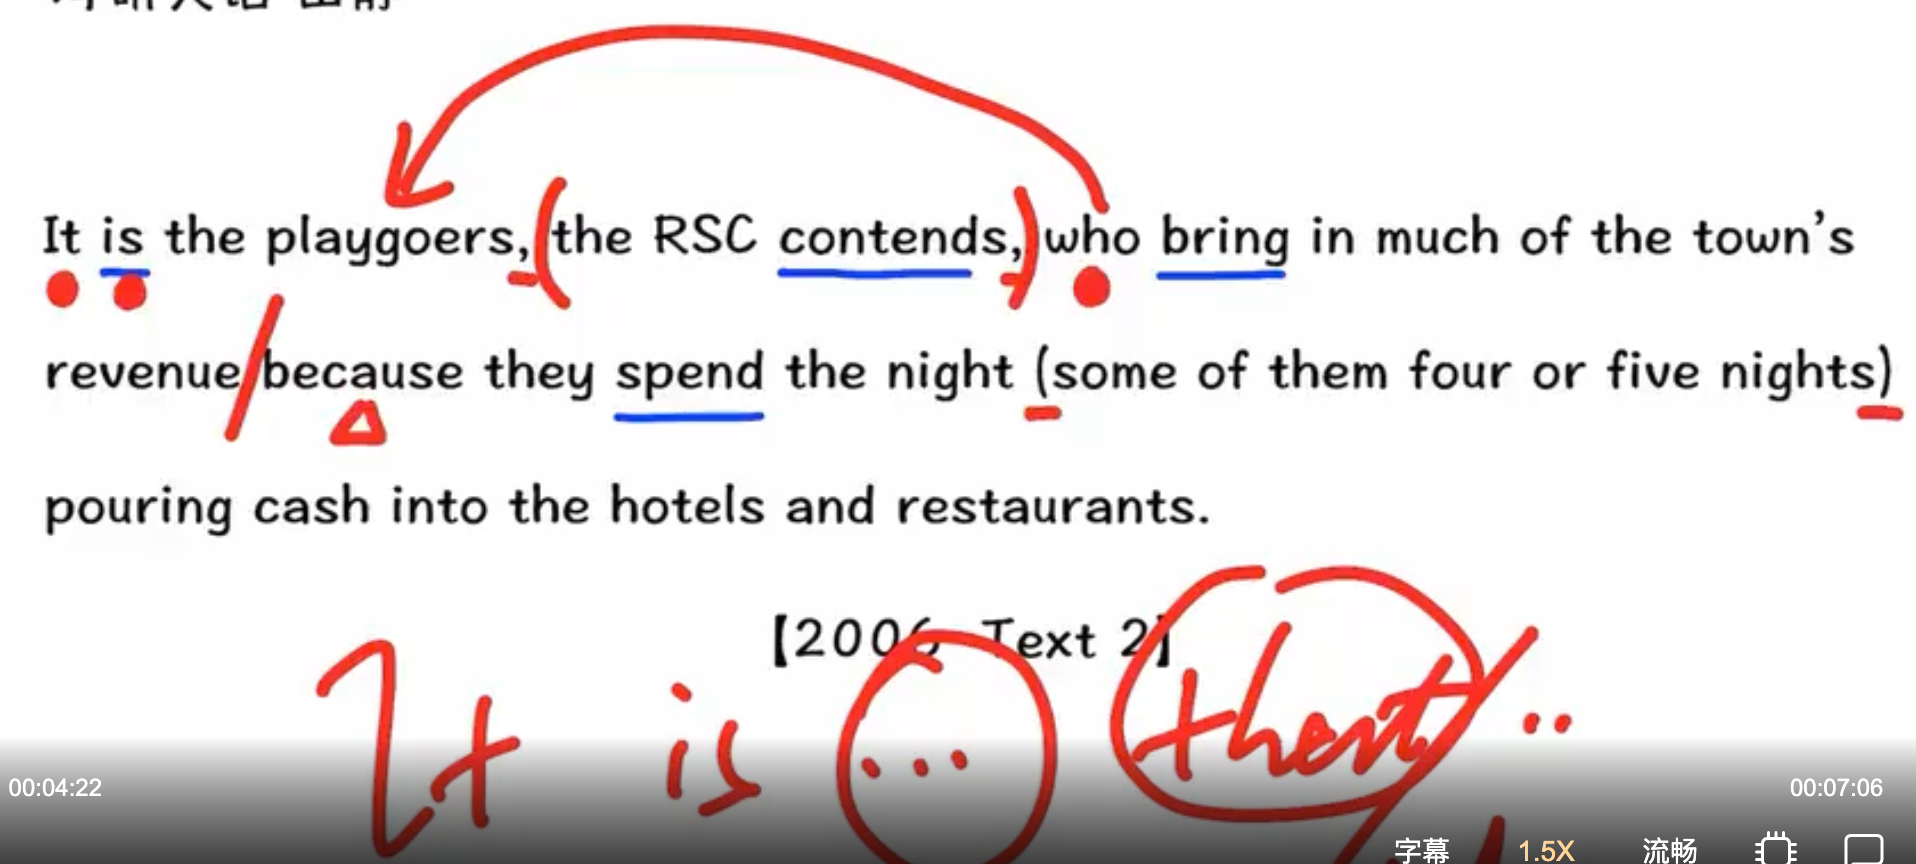 It is the playgoers, (the RSC contends,) who bring in much of the town's
revenue/because they spend the night (some of them four or five nights)
pouring cash into the hotels and restaurants.
【2006 Text 2】
It is ... that ..
00:04:22
00:07:06
字幕 1.5X 流畅